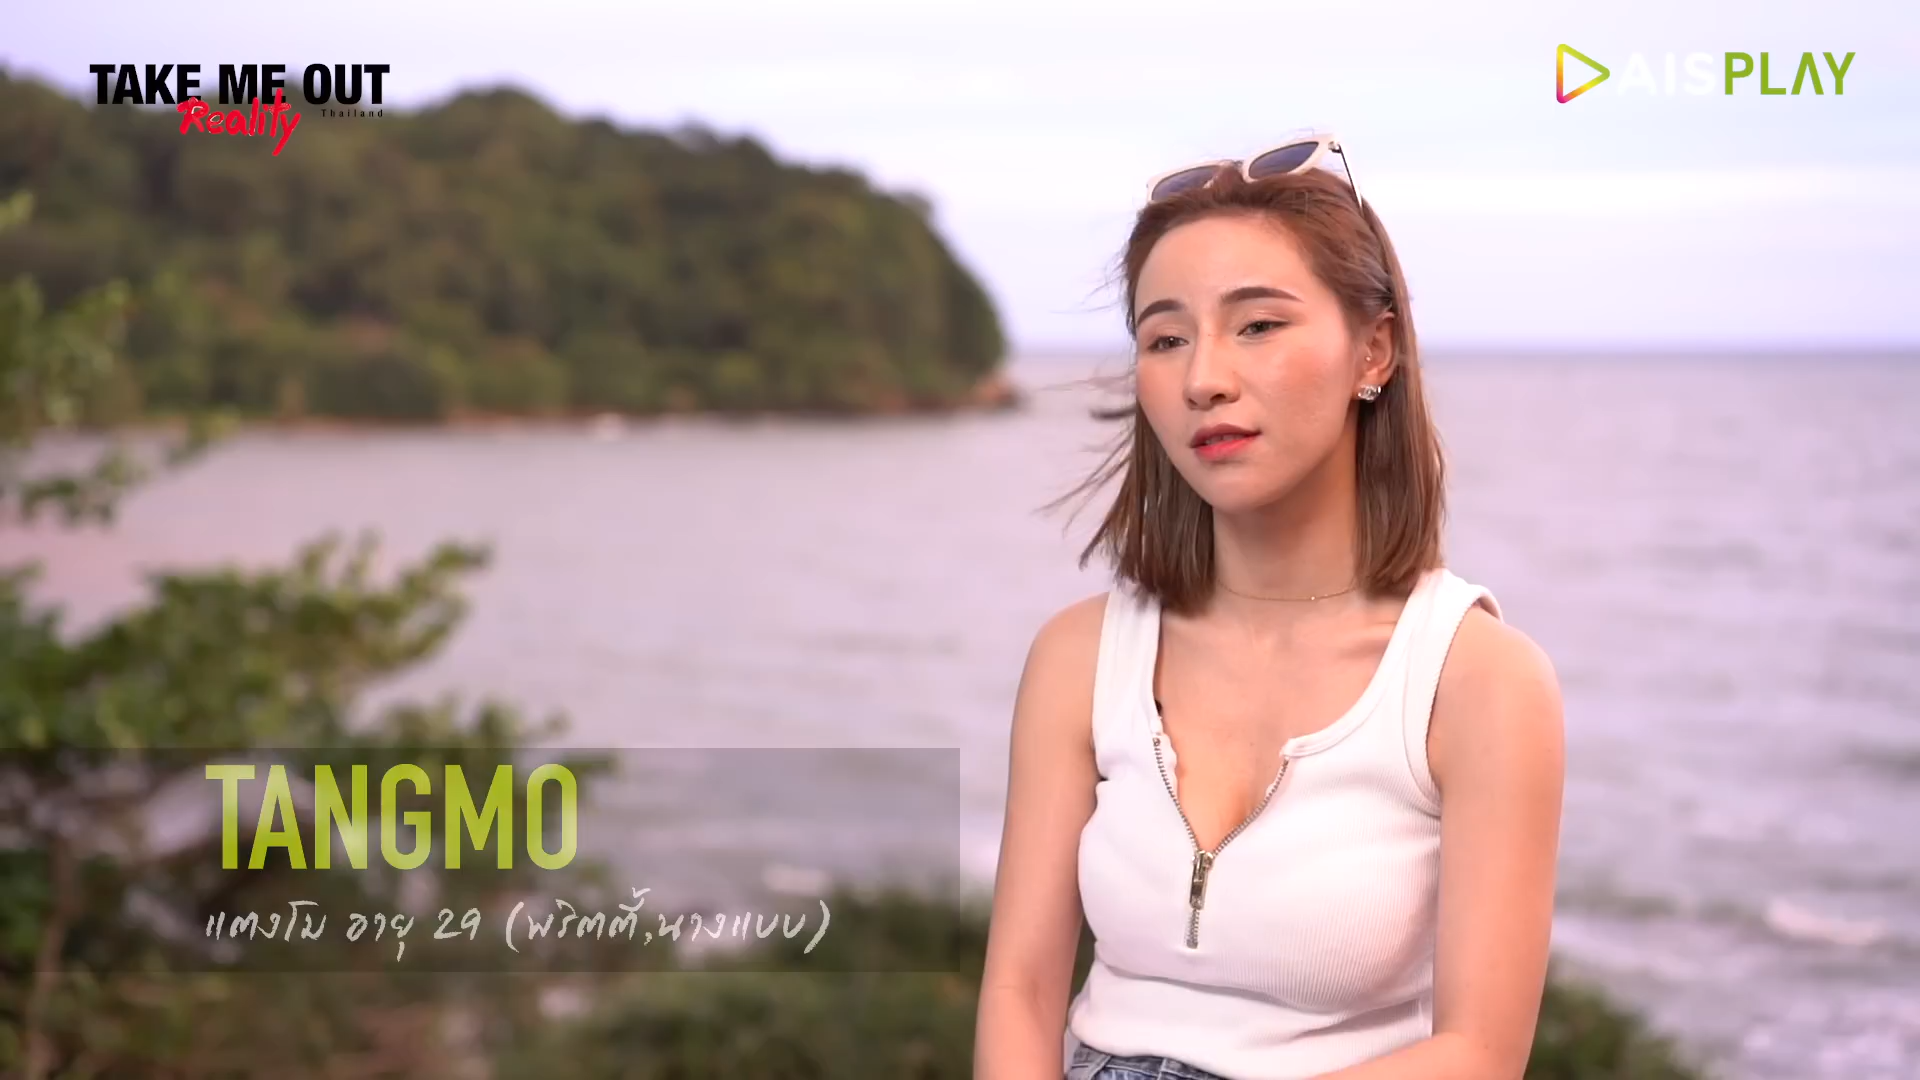 TAKE ME OUT
Reality
Thailand
AISPLAY
TANGMO
แตงโม อายุ 29 (พริตตี้,นางแบบ)